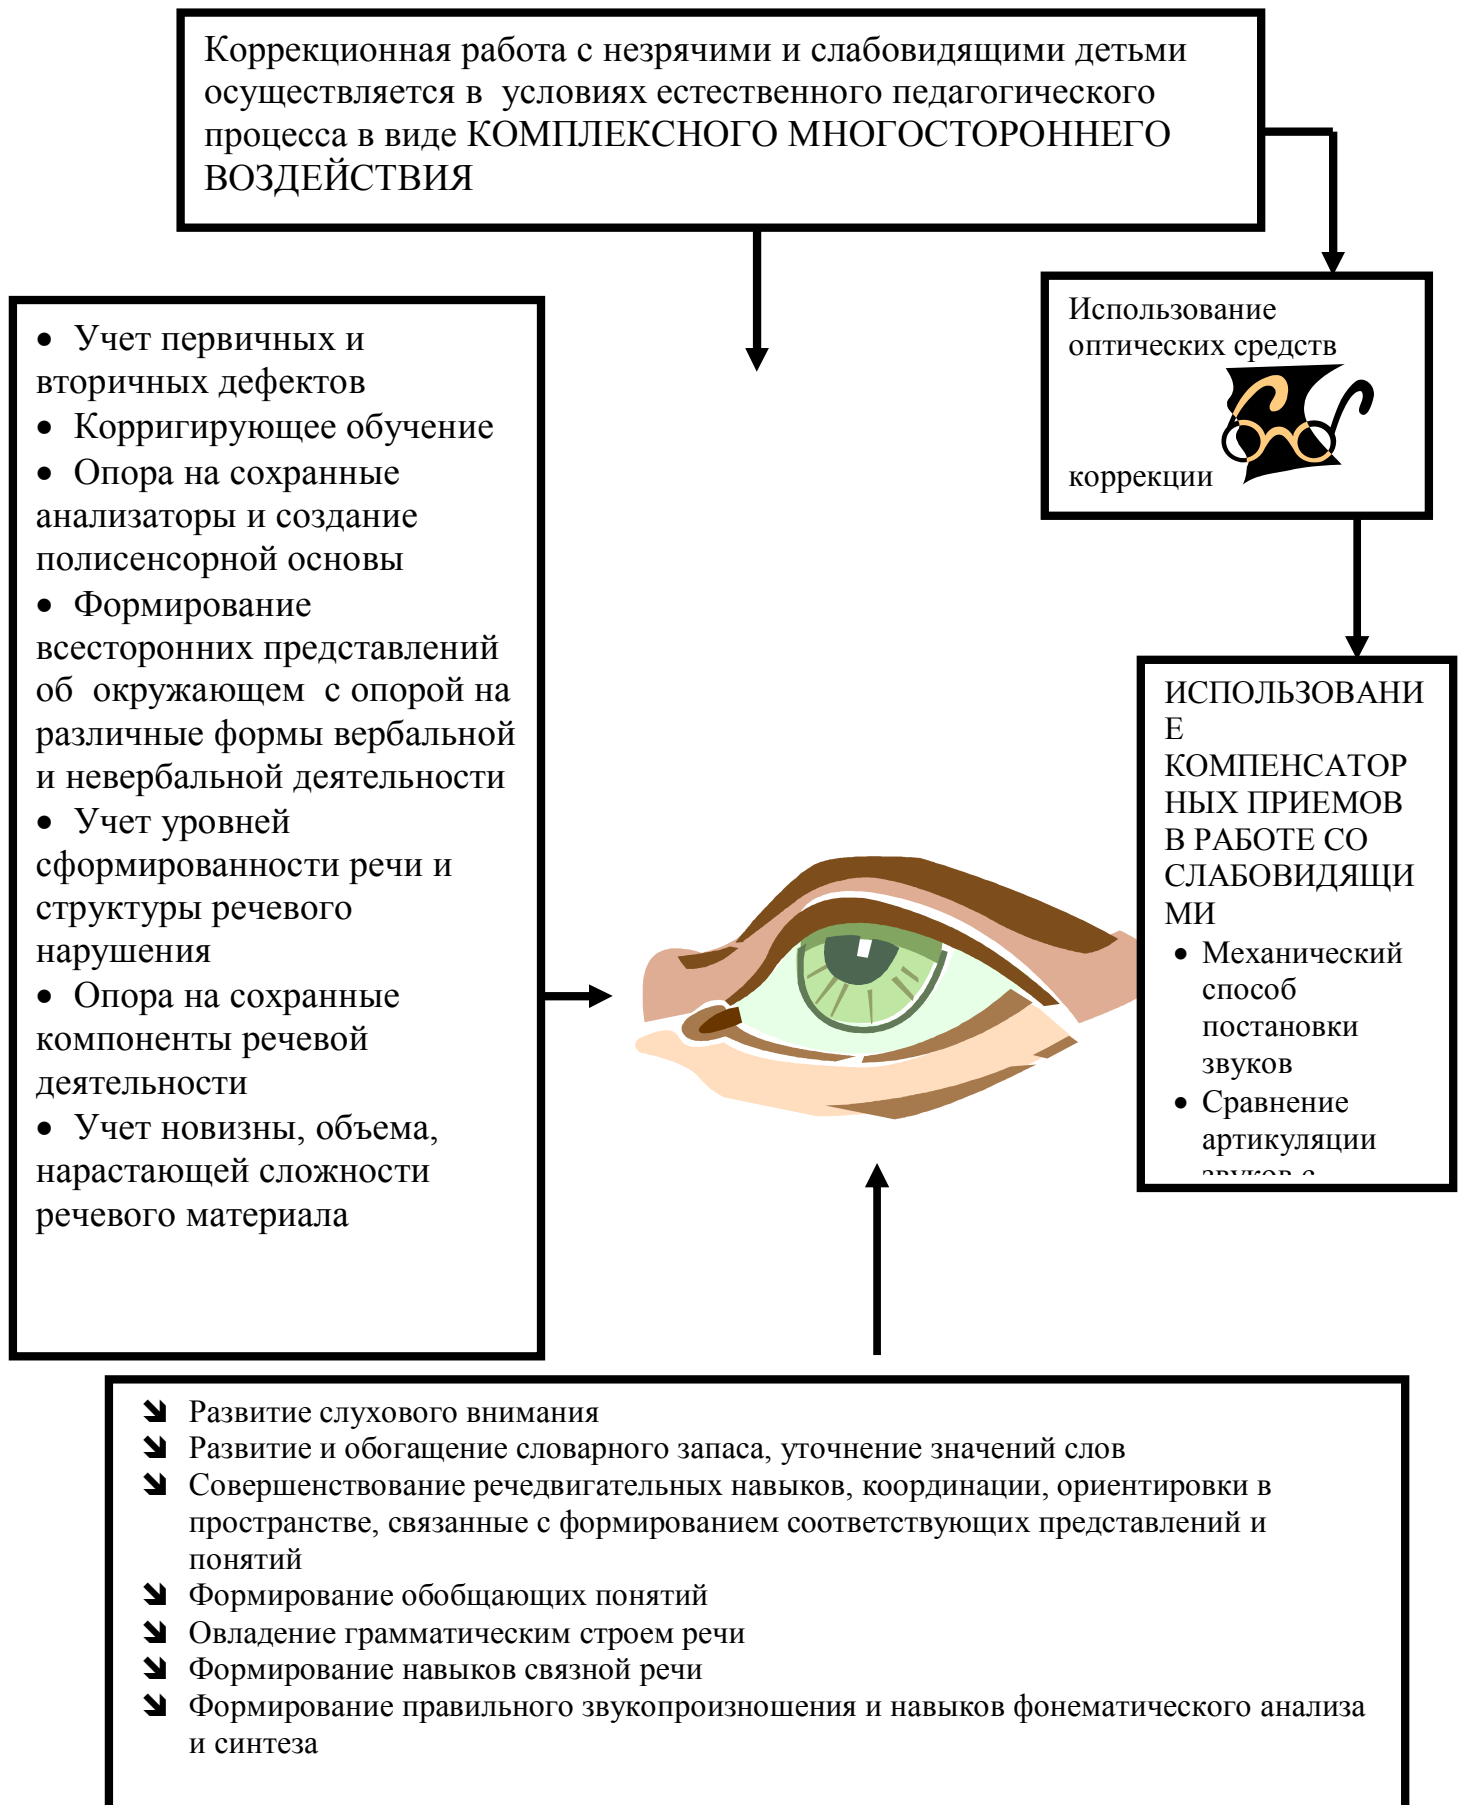 Коррекционная работа с незрячими и слабовидящими детьми
осуществляется в условиях естественного педагогического
процесса в виде КОМПЛЕКСНОГО МНОГОСТОРОННЕГО
ВОЗДЕЙСТВИЯ
• Учет первичных и
вторичных дефектов
• Корригирующее обучение
• Опора на сохранные
анализаторы и создание
полисенсорной основы
• Формирование
всесторонних представлений
об окружающем с опорой на
различные формы вербальной
и невербальной деятельности
• Учет уровней
сформированности речи и
структуры речевого
нарушения
• Опора на сохранные
компоненты речевой
деятельности
• Учет новизны, объема,
нарастающей сложности
речевого материала
Использование
оптических средств
коррекции
ИСПОЛЬЗОВАНИ
Е
КОМПЕНСАТОР
НЫХ ПРИЕМОВ
В РАБОТЕ СО
СЛАБОВИДЯЩИ
МИ
• Механический
способ
постановки
звуков
• Сравнение
артикуляции
звуков с
Развитие слухового внимания
Развитие и обогащение словарного запаса, уточнение значений слов
Совершенствование речедвигательных навыков, координации, ориентировки в
пространстве, связанные с формированием соответствующих представлений и
понятий
Формирование обобщающих понятий
Овладение грамматическим строем речи
Формирование навыков связной речи
Формирование правильного звукопроизношения и навыков фонематического анализа
и синтеза